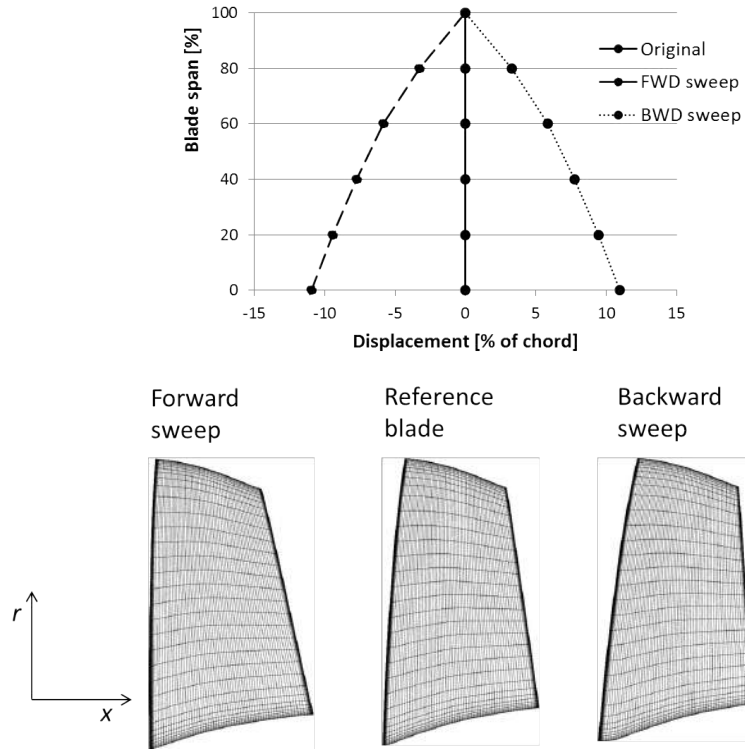 100
80
60
40
20
0
Blade span [%]
-15 -10 -5 0 5 10 15
Displacement [% of chord]
Original
FWD sweep
BWD sweep
Forward
sweep
Reference
blade
Backward
sweep
r
x